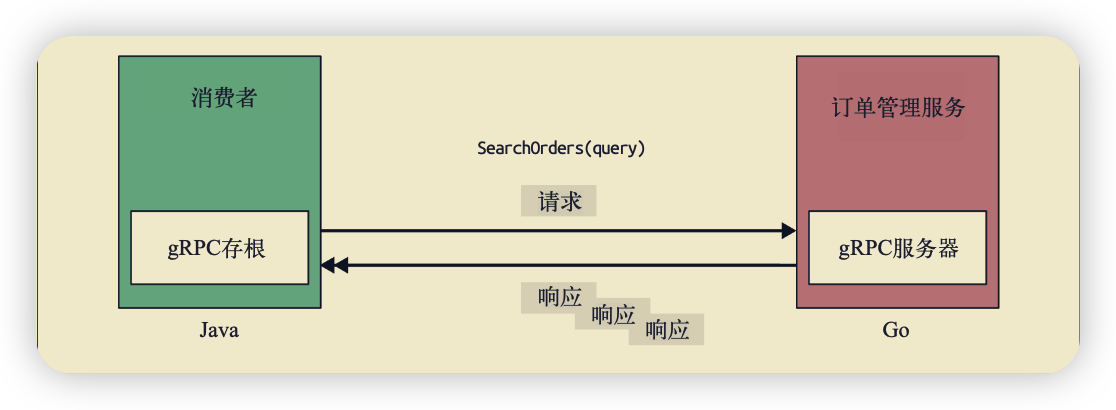 消费者
订单管理服务
SearchOrders(query)
请求
gRPC存根
gRPC服务器
响应
响应
响应
Java
Go